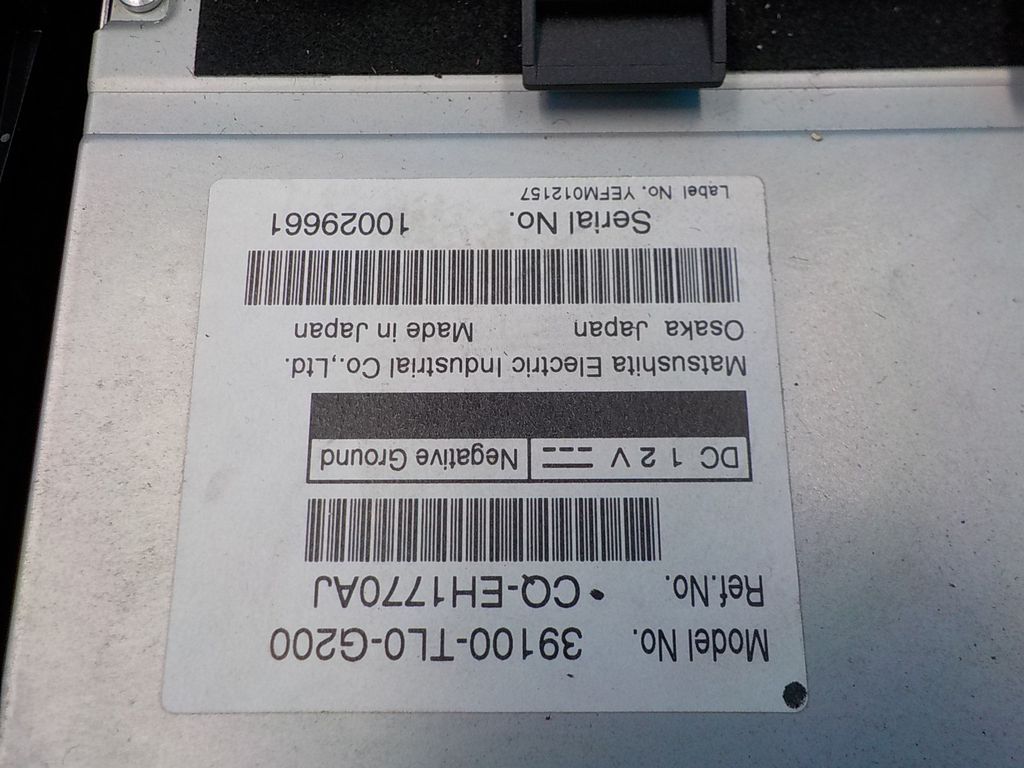 Model No. 39100-TL0-G200
Ref.No. •CQ-EH1770AJ
DC 12V Negative Ground
Matsushita Electric Industrial Co.,Ltd.
Osaka Japan Made in Japan
Serial No. 10029661
Label No. YEFM012157